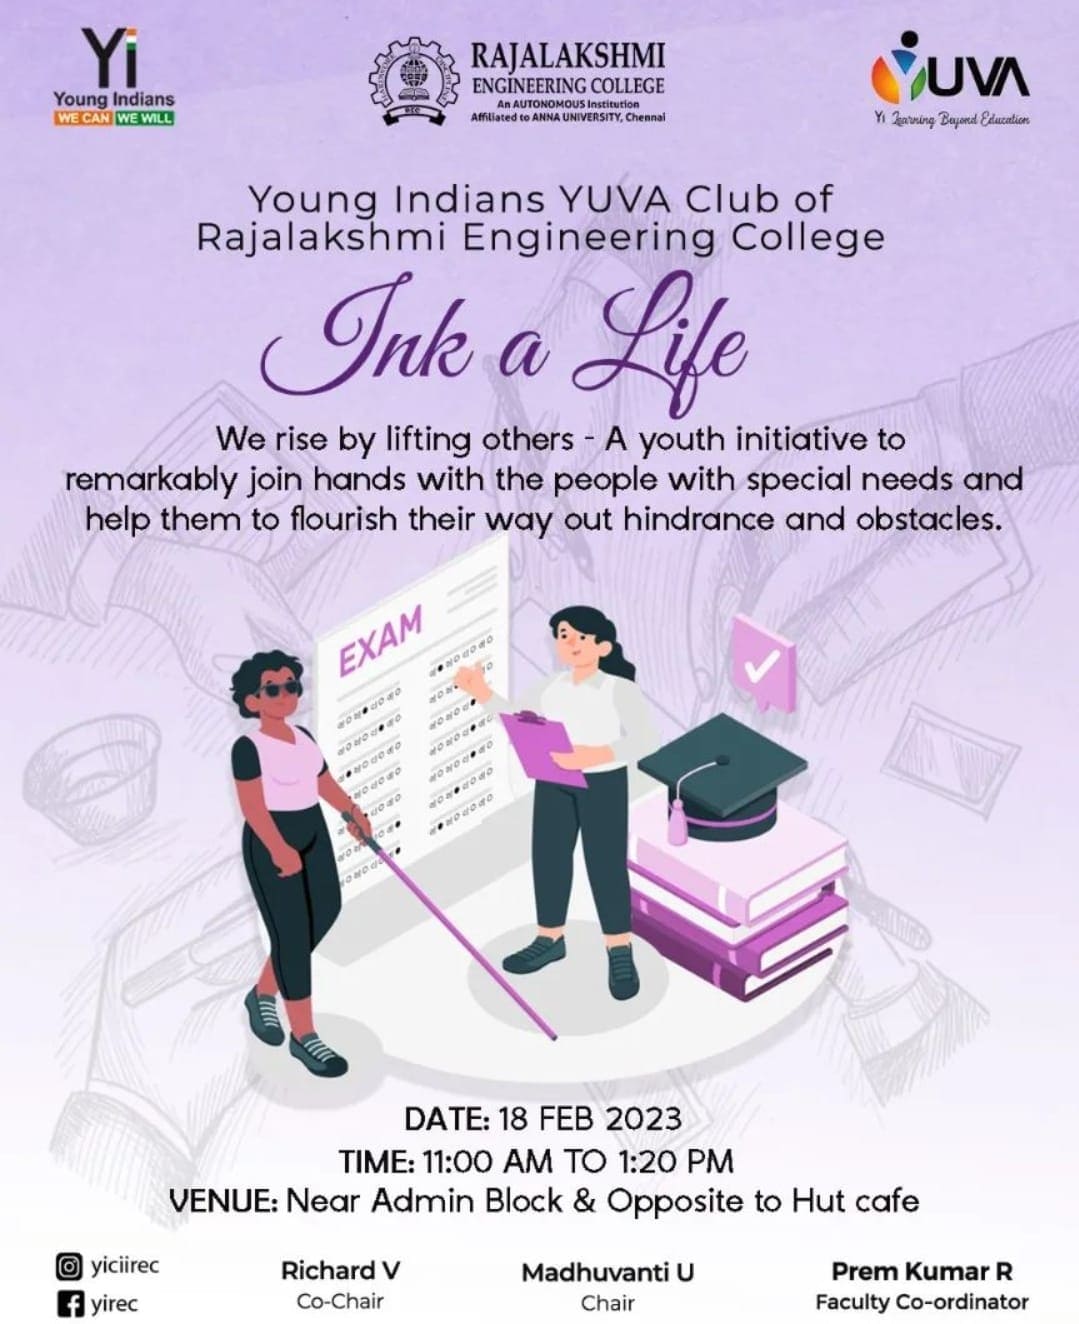 Yi
Young Indians
WE CAN WE WILL
RAJALAKSHMI
ENGINEERING COLLEGE
An AUTONOMOUS Institution
Affiliated to ANNA UNIVERSITY, Chennai
REC
YUVA
Yi Learning Beyond Education
Young Indians YUVA Club of
Rajalakshmi Engineering College
Ink a Life
We rise by lifting others - A youth initiative to
remarkably join hands with the people with special needs and
help them to flourish their way out hindrance and obstacles.
EXAM
DATE: 18 FEB 2023
TIME: 11:00 AM TO 1:20 PM
VENUE: Near Admin Block & Opposite to Hut cafe
yiciirec
yirec
Richard V
Co-Chair
Madhuvanti U
Chair
Prem Kumar R
Faculty Co-ordinator